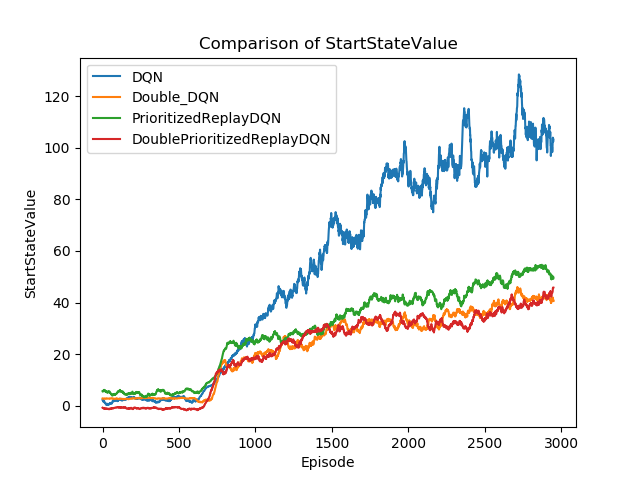 Comparison of StartStateValue
DQN
Double_DQN
PrioritizedReplayDQN
DoublePrioritizedReplayDQN
StartStateValue
120
100
80
60
40
20
0
0 500 1000 1500 2000 2500 3000
Episode